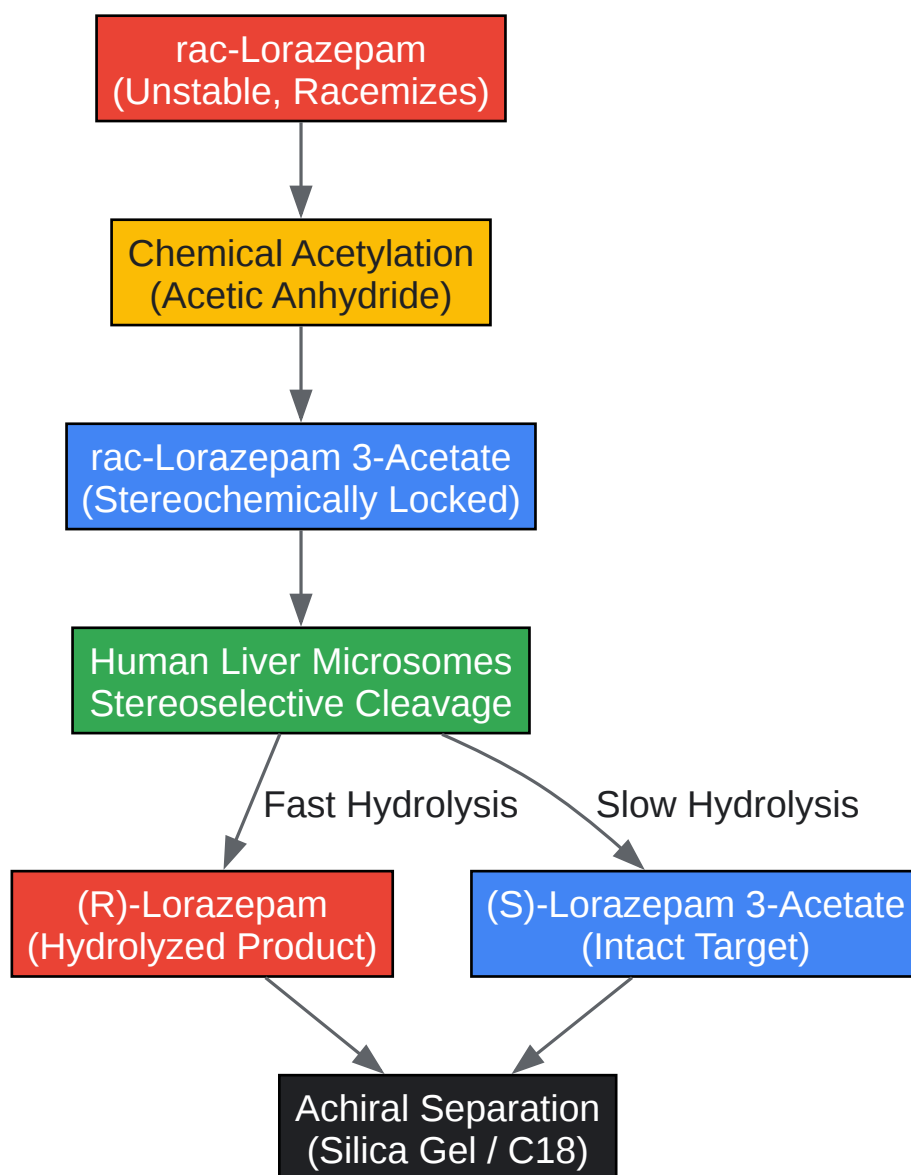 rac-Lorazepam
(Unstable, Racemizes)
Chemical Acetylation
(Acetic Anhydride)
rac-Lorazepam 3-Acetate
(Stereochemically Locked)
Human Liver Microsomes
Stereoselective Cleavage
Fast Hydrolysis
Slow Hydrolysis
(R)-Lorazepam
(Hydrolyzed Product)
(S)-Lorazepam 3-Acetate
(Intact Target)
Achiral Separation
(Silica Gel / C18)